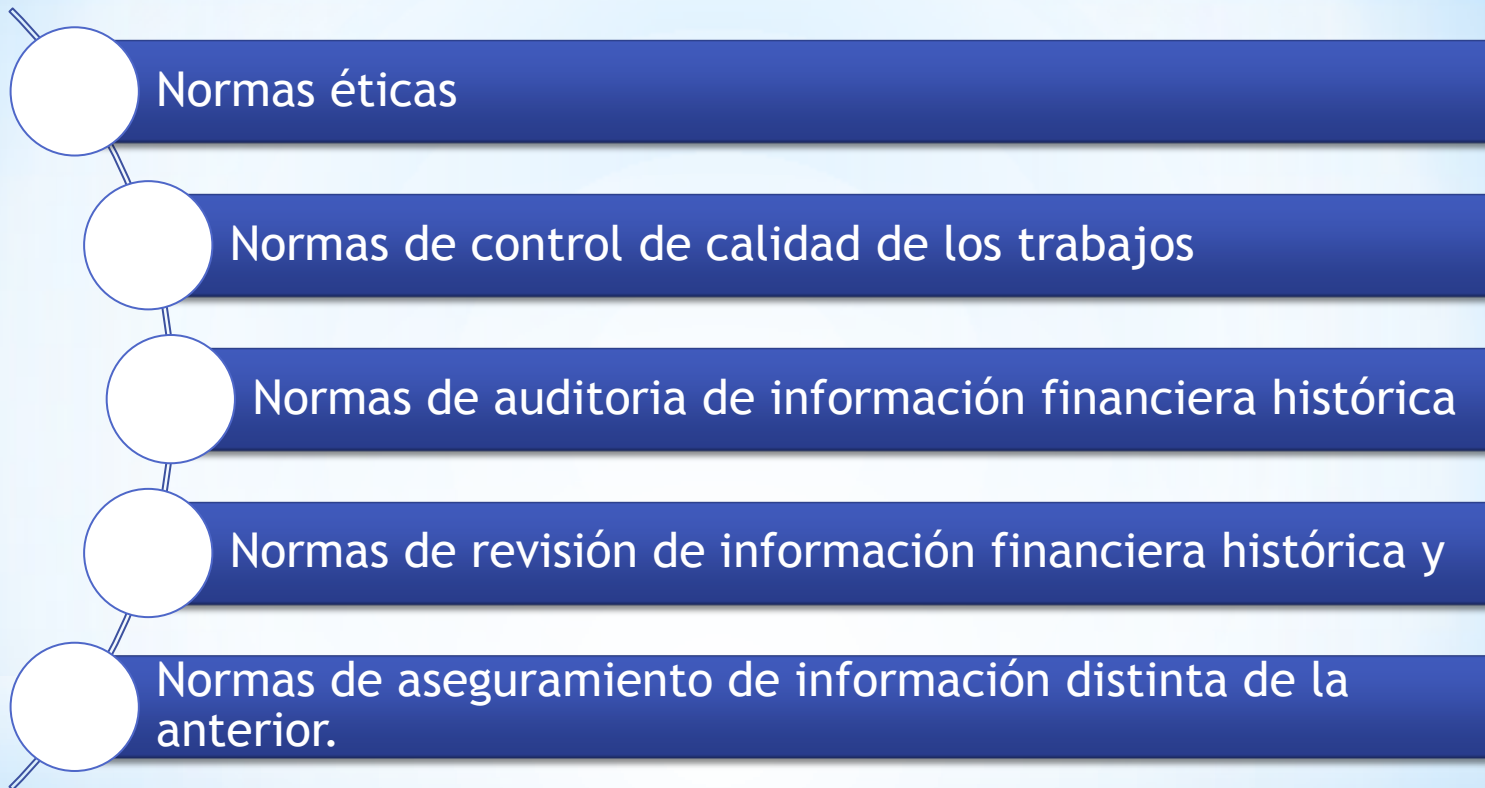 Normas éticas
Normas de control de calidad de los trabajos
Normas de auditoria de información financiera histórica
Normas de revisión de información financiera histórica y
Normas de aseguramiento de información distinta de la
anterior.